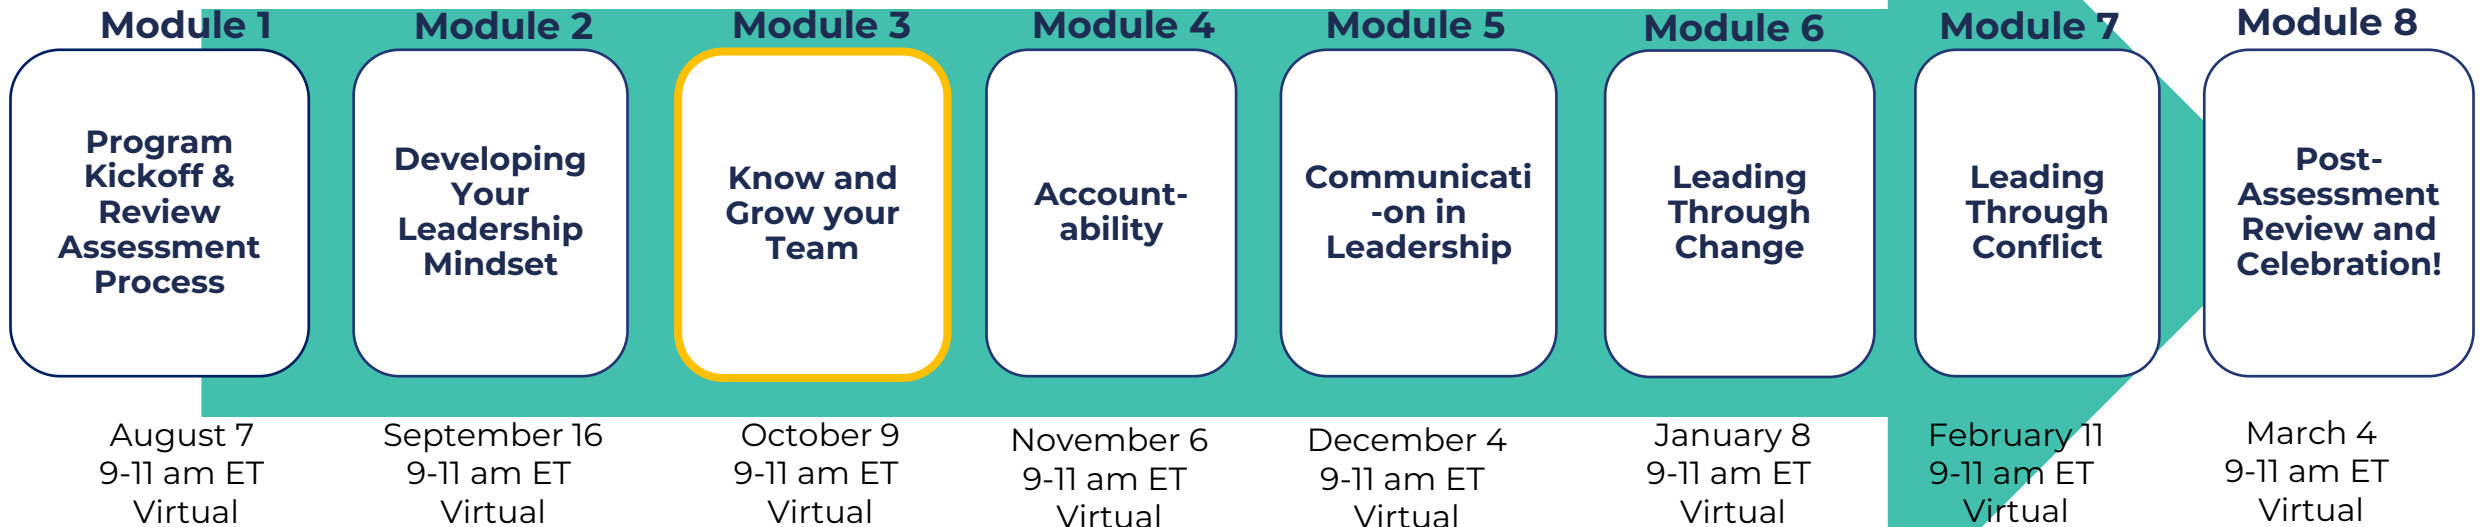 Module 1
Program
Kickoff &
Review
Assessment
Process
August 7
9-11 am ET
Virtual
Module 2
Developing
Your
Leadership
Mindset
September 16
9-11 am ET
Virtual
Module 3
Know and
Grow your
Team
October 9
9-11 am ET
Virtual
Module 4
Account-
ability
November 6
9-11 am ET
Virtual
Module 5
Communicati
-on in
Leadership
December 4
9-11 am ET
Virtual
Module 6
Leading
Through
Change
January 8
9-11 am ET
Virtual
Module 7
Leading
Through
Conflict
February 11
9-11 am ET
Virtual
Module 8
Post-
Assessment
Review and
Celebration!
March 4
9-11 am ET
Virtual